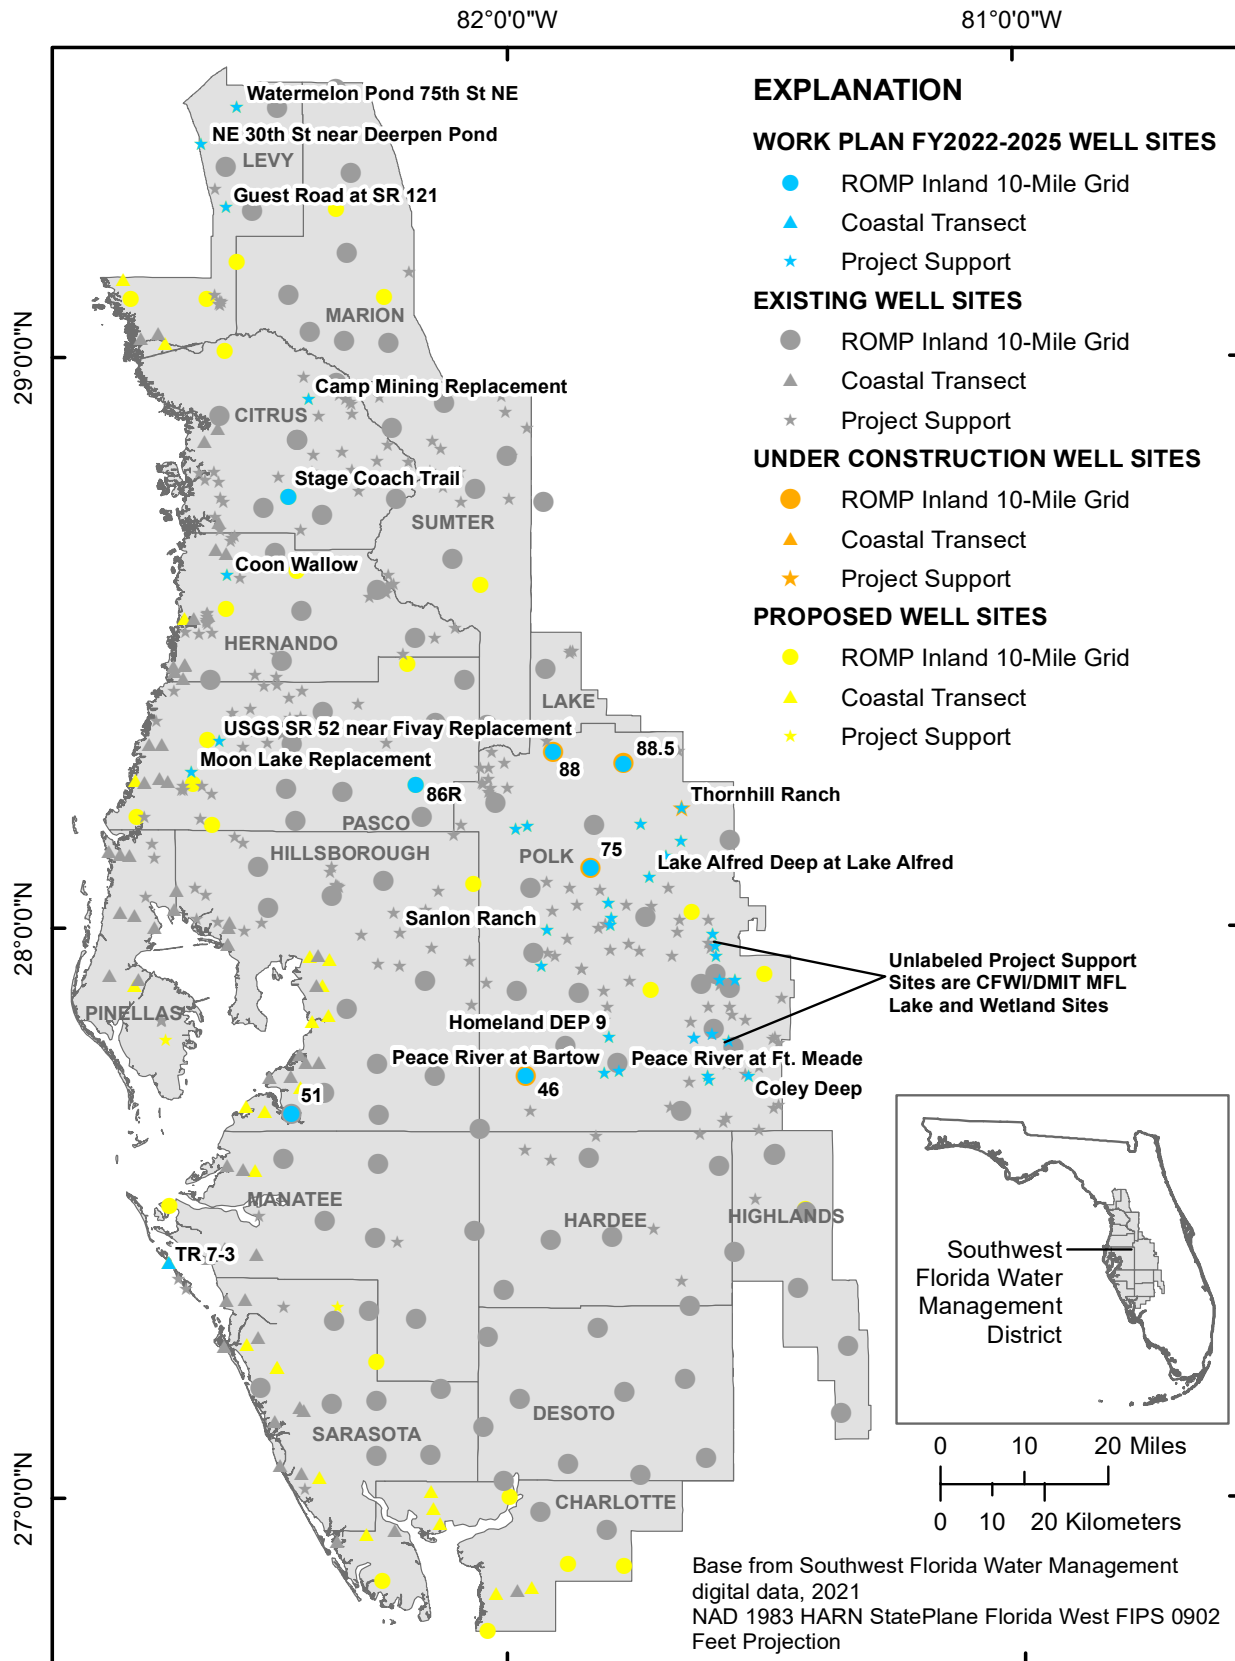 82°0'0"W
81°0'0"W
29°0'0"N
28°0'0"N
27°0'0"N
EXPLANATION
WORK PLAN FY2022-2025 WELL SITES
ROMP Inland 10-Mile Grid
Coastal Transect
Project Support
EXISTING WELL SITES
ROMP Inland 10-Mile Grid
Coastal Transect
Project Support
UNDER CONSTRUCTION WELL SITES
ROMP Inland 10-Mile Grid
Coastal Transect
Project Support
PROPOSED WELL SITES
ROMP Inland 10-Mile Grid
Coastal Transect
Project Support
Watermelon Pond 75th St NE
NE 30th St near Deerpen Pond
LEVY
Guest Road at SR 121
MARION
Camp Mining Replacement
CITRUS
Stage Coach Trail
SUMTER
Coon Wallow
HERNANDO
LAKE
USGS SR 52 near Fivay Replacement
88.5
Moon Lake Replacement
88
86R
Thornhill Ranch
PASCO
HILLSBOROUGH
POLK
75
Lake Alfred Deep at Lake Alfred
Sanlon Ranch
Unlabeled Project Support
Sites are CFWI/DMIT MFL
Lake and Wetland Sites
PINELLAS
Homeland DEP 9
Peace River at Bartow
Peace River at Ft. Meade
46
Coley Deep
51
MANATEE
HARDEE
HIGHLANDS
TR 7-3
Southwest
Florida Water
Management
District
DESOTO
SARASOTA
CHARLOTTE
0 10 20 Miles
0 10 20 Kilometers
Base from Southwest Florida Water Management
digital data, 2021
NAD 1983 HARN StatePlane Florida West FIPS 0902
Feet Projection